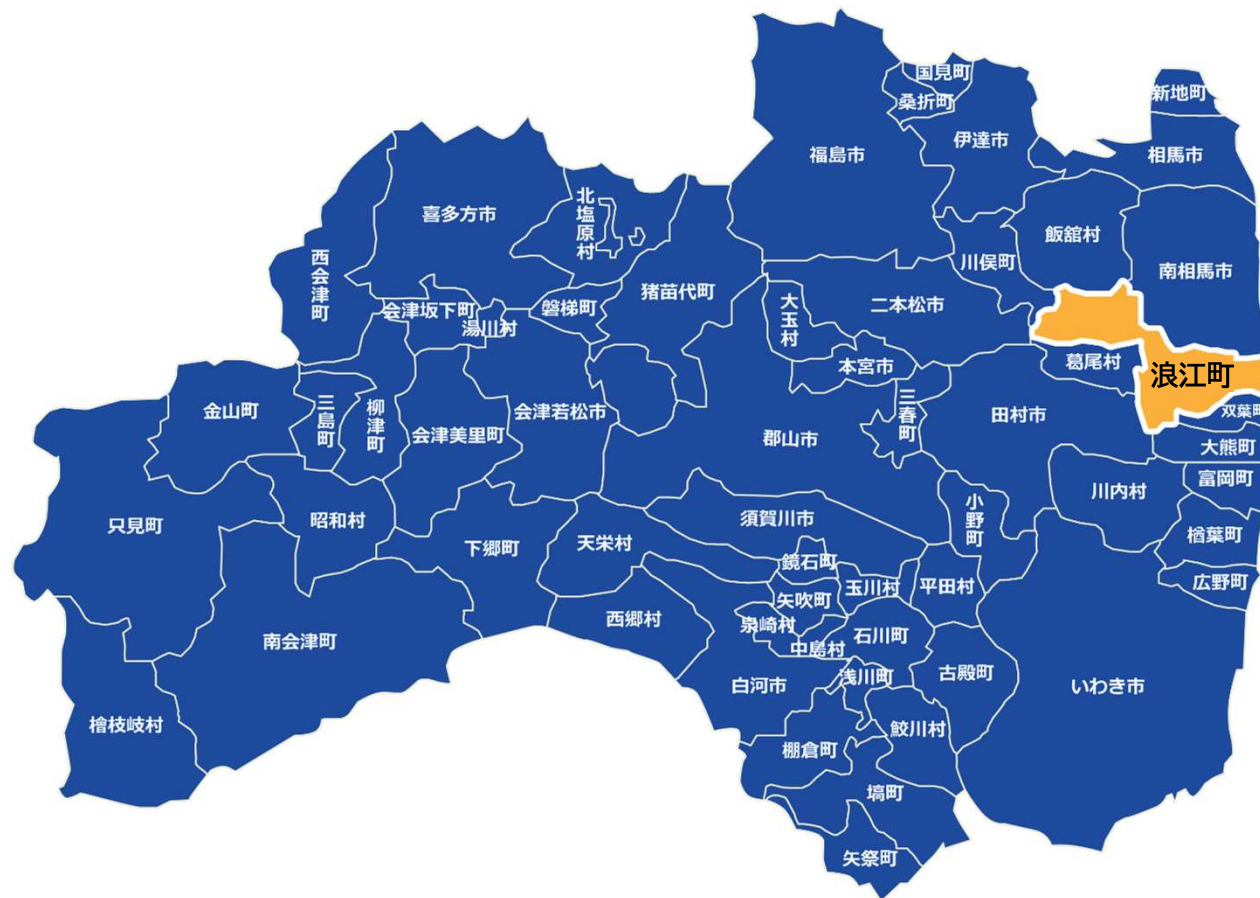 国見町
桑折町
新地町
伊達市
福島市
相馬市
北塩原村
喜多方市
飯舘村
西会津町
川俣町
南相馬市
猪苗代町
会津坂下町
磐梯町
大玉村
二本松市
湯川村
本宮市
葛尾村
浪江町
双葉町
金山町
三島町
柳津町
会津若松市
三春町
田村市
会津美里町
郡山市
大熊町
川内村
富岡町
只見町
昭和村
須賀川市
小野町
下郷町
天栄村
楢葉町
鏡石町
玉川村
平田村
広野町
矢吹町
西郷村
泉崎村
石川町
南会津町
中島村
浅川町
古殿町
白河市
いわき市
檜枝岐村
鮫川村
棚倉町
塙町
矢祭町